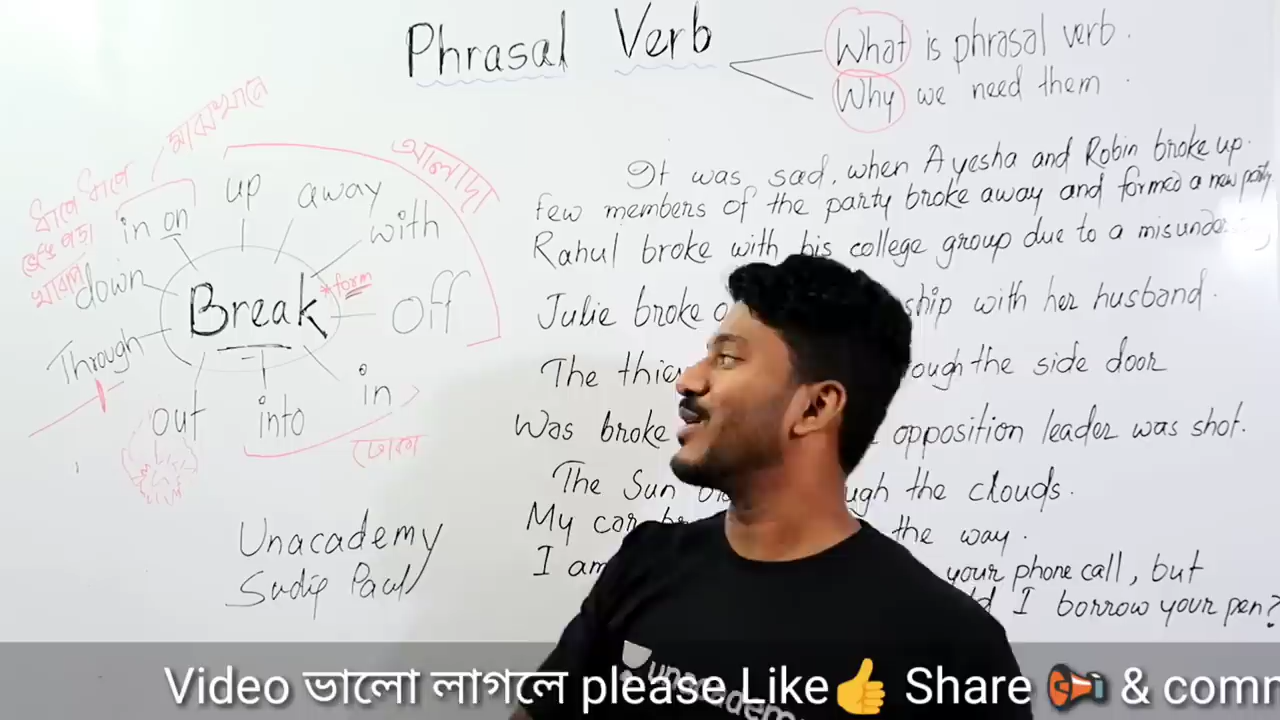 Phrasal Verb
What is phrasal verb.
Why we need them.
মাঝখানে
আলাদা
ধাপে ধাপে
খারাপ
in on
up
away
with
down
Break
*form
Off
Through
out
into
in
ঢোকা
Unacademy
Sudip Paul
It was sad, when Ayesha and Robin broke up.
Few members of the party broke away and formed a new party
Rahul broke with his college group due to a
Julie broke
ship with her husband.
The
the side door
Was broke
opposition leader was shot.
The Sun
the clouds.
My car
the way.
I am
your phone call, but
I borrow your pen?
unacademy
Video ভালো লাগলে please Like👍 Share 📢 & comm